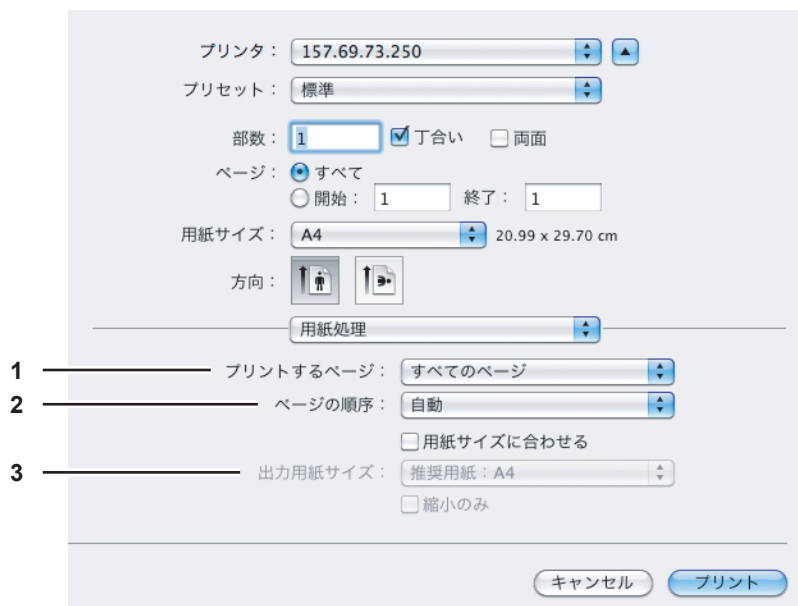 プリンタ： 157.69.73.250
プリセット： 標準
部数： 1 丁合い 両面
ページ： すべて
開始： 1 終了： 1
用紙サイズ： A4 20.99 x 29.70 cm
方向：
用紙処理
1 プリントするページ： すべてのページ
2 ページの順序： 自動
用紙サイズに合わせる
3 出力用紙サイズ： 推奨用紙：A4
縮小のみ
キャンセル プリント